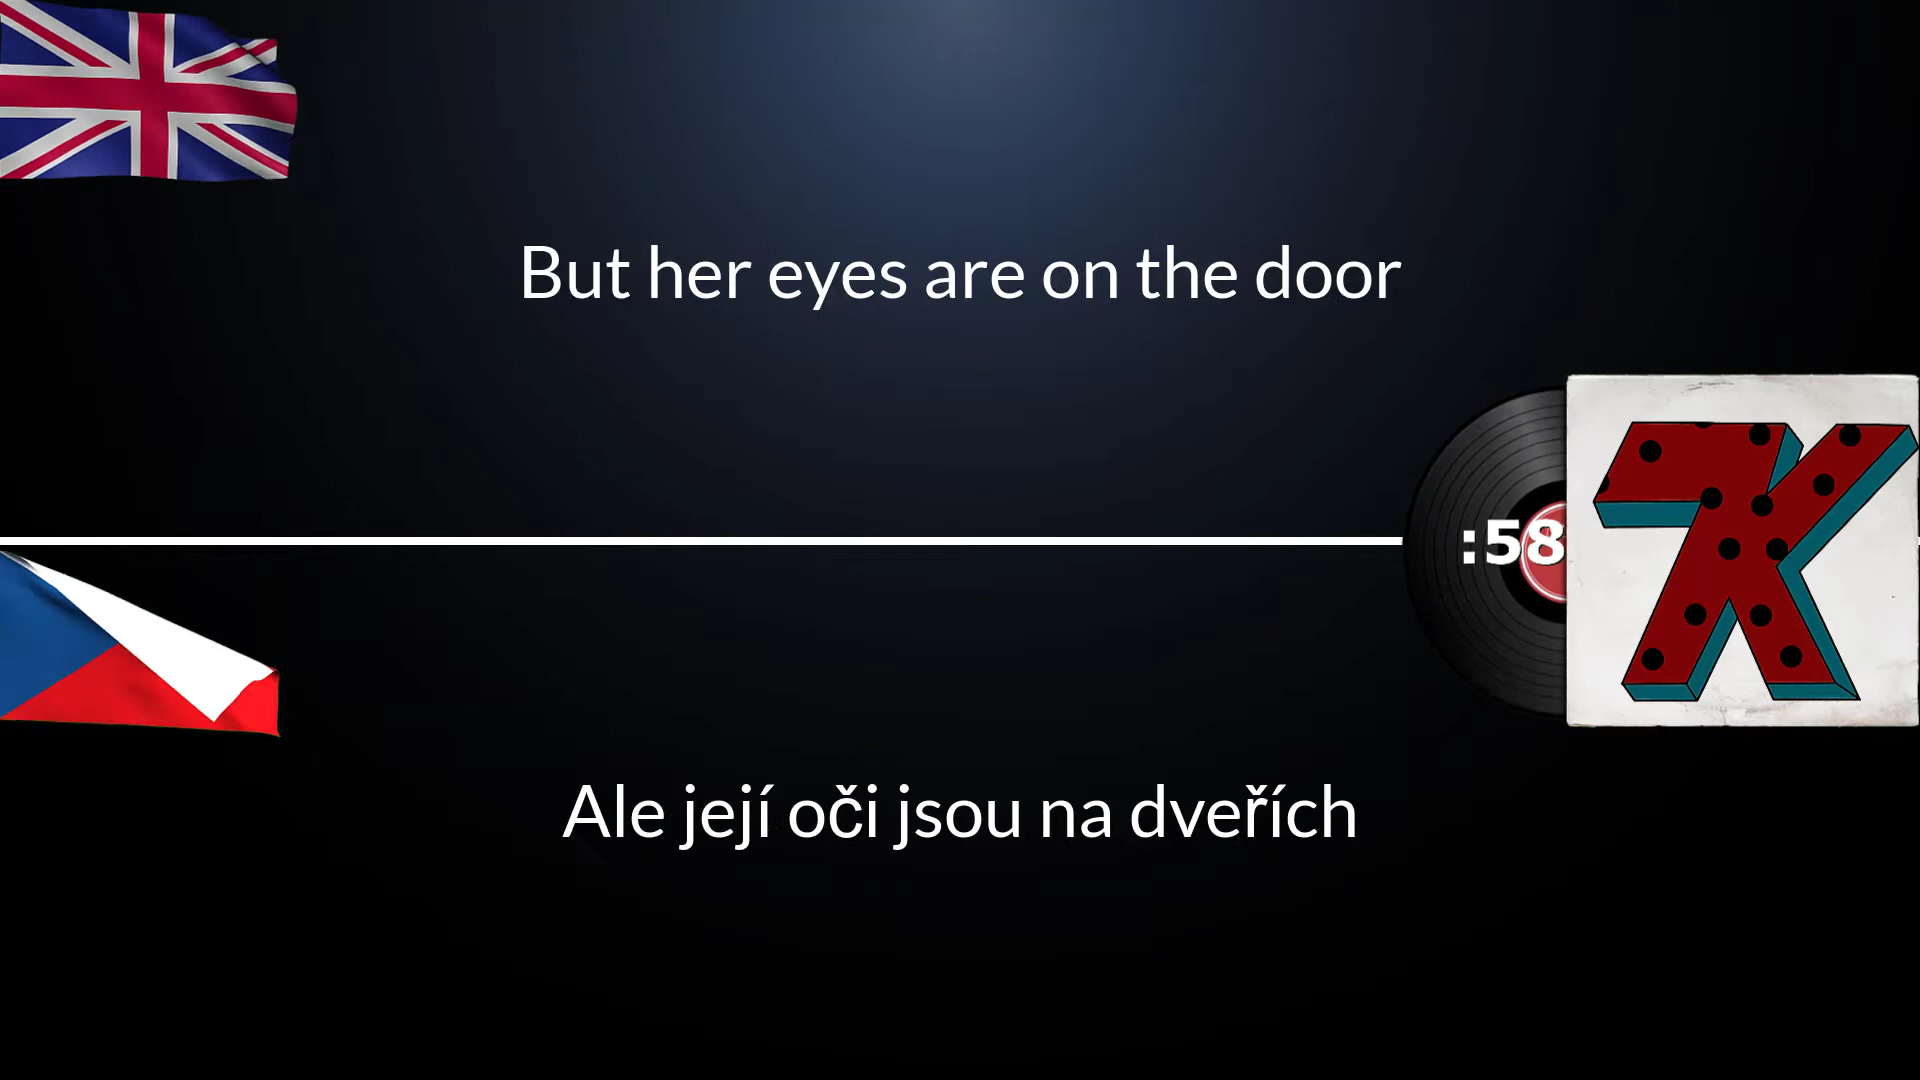 But her eyes are on the door
:58
Ale její oči jsou na dveřích